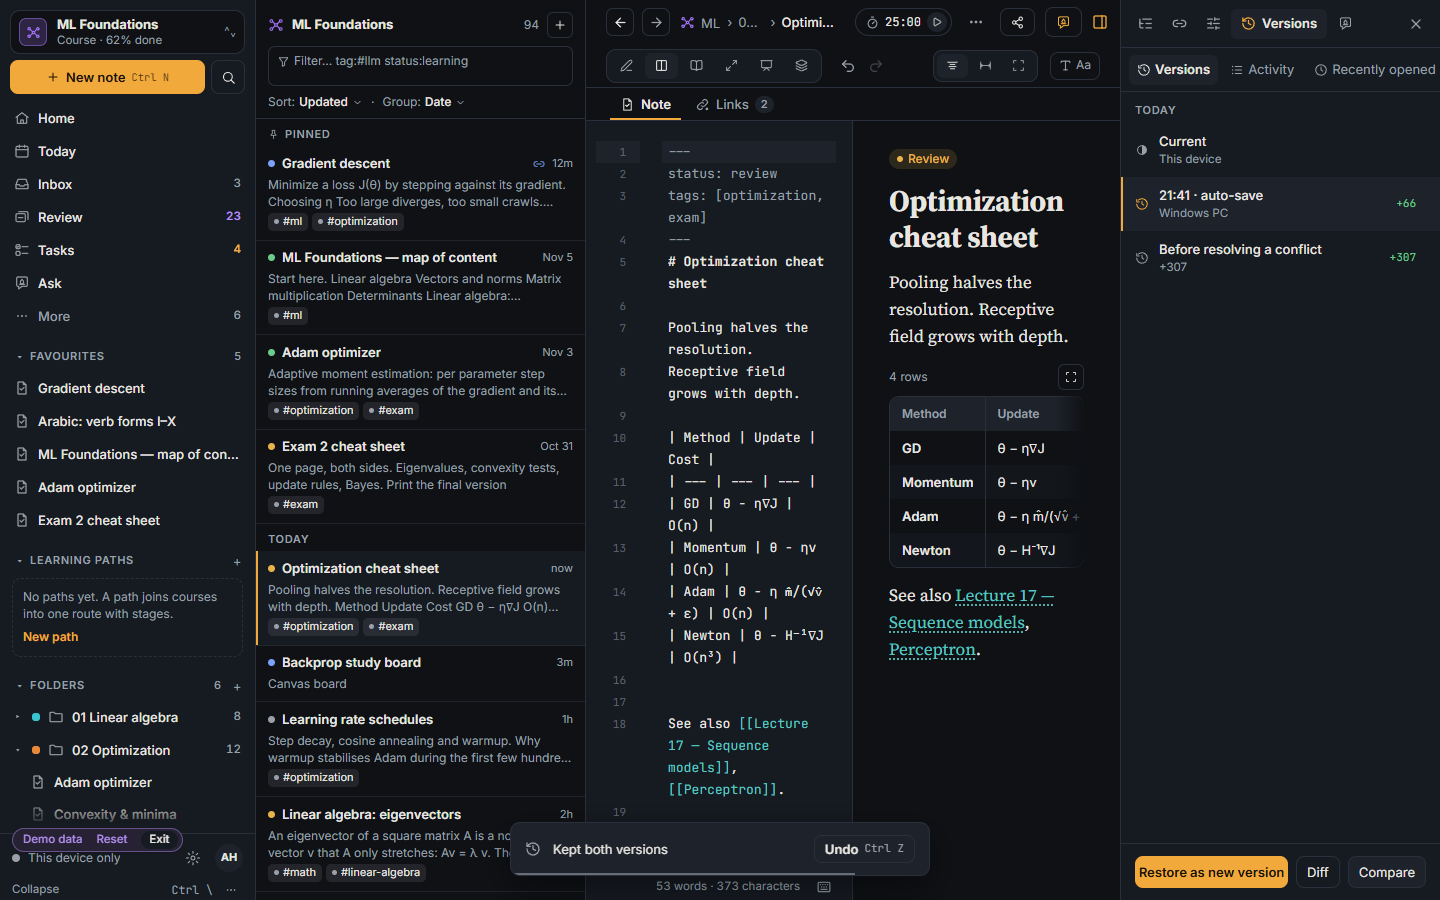 ML Foundations
Course · 62% done
New note Ctrl N
Home
Today
Inbox 3
Review 23
Tasks 4
Ask
More 6
FAVOURITES 5
Gradient descent
Arabic: verb forms I–X
ML Foundations — map of con...
Adam optimizer
Exam 2 cheat sheet
LEARNING PATHS +
No paths yet. A path joins courses
into one route with stages.
New path
FOLDERS 6 +
01 Linear algebra 8
02 Optimization 12
Adam optimizer
Convexity & minima
Demo data Reset Exit
This device only AH
Collapse Ctrl \ ···
ML Foundations 94 +
Filter... tag:#llm status:learning
Sort: Updated · Group: Date
PINNED
Gradient descent 12m
Minimize a loss J(θ) by stepping against its gradient.
Choosing η Too large diverges, too small crawls....
#ml #optimization
ML Foundations — map of content Nov 5
Start here. Linear algebra Vectors and norms Matrix
multiplication Determinants Linear algebra:...
#ml
Adam optimizer Nov 3
Adaptive moment estimation: per parameter step
sizes from running averages of the gradient and its...
#optimization #exam
Exam 2 cheat sheet Oct 31
One page, both sides. Eigenvalues, convexity tests,
update rules, Bayes. Print the final version
#exam
TODAY
Optimization cheat sheet now
Pooling halves the resolution. Receptive field grows
with depth. Method Update Cost GD θ − η∇J O(n)...
#optimization #exam
Backprop study board 3m
Canvas board
Learning rate schedules 1h
Step decay, cosine annealing and warmup. Why
warmup stabilises Adam during the first few hundre...
#optimization
Linear algebra: eigenvectors 2h
An eigenvector of a square matrix A is a no
vector v that A only stretches: Av = λ v. The
#math #linear-algebra
ML › 0... › Optimi... 25:00 ···
T Aa
Note Links 2
1 ---
2 status: review
3 tags: [optimization,
exam]
4 ---
5 # Optimization cheat
sheet
6
7 Pooling halves the
resolution.
8 Receptive field
grows with depth.
9
10 | Method | Update |
Cost |
11 | --- | --- | --- |
12 | GD | θ - η∇J |
O(n) |
13 | Momentum | θ - ηv
| O(n) |
14 | Adam | θ - η m̂/(√v̂
+ ε) | O(n) |
15 | Newton | θ - H⁻¹∇J
| O(n³) |
16
17
18 See also [[Lecture
17 — Sequence
models]],
[[Perceptron]].
19
Review
Optimization
cheat sheet
Pooling halves the
resolution. Receptive
field grows with depth.
4 rows
Method Update
GD θ − η∇J
Momentum θ − ηv
Adam θ − η m̂/(√v̂ +
Newton θ − H⁻¹∇J
See also Lecture 17 —
Sequence models,
Perceptron.
Kept both versions Undo Ctrl Z
53 words · 373 characters
Versions
Versions Activity Recently opened
TODAY
Current
This device
21:41 · auto-save
Windows PC +66
Before resolving a conflict
+307 +307
Restore as new version Diff Compare